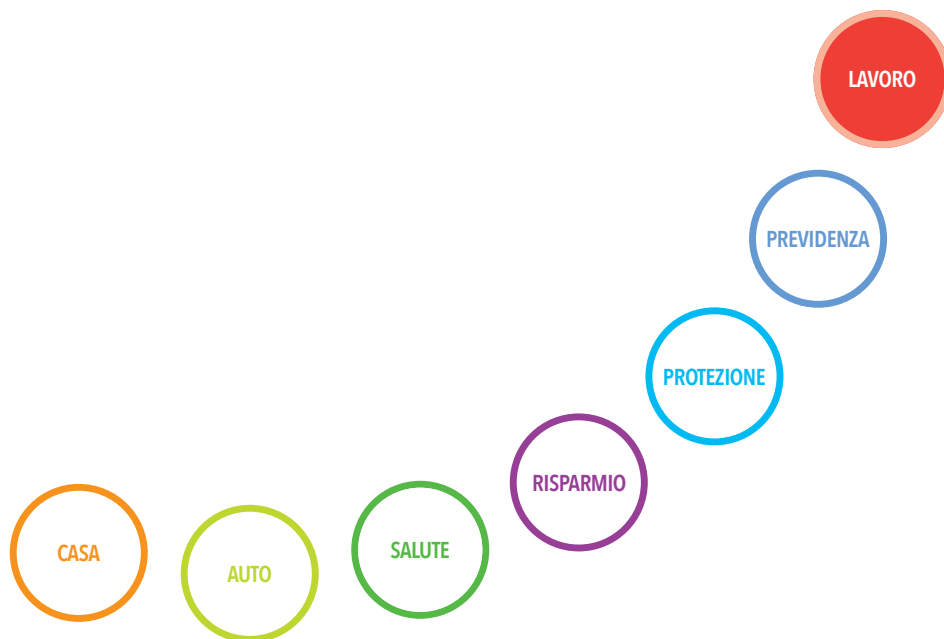 LAVORO
PREVIDENZA
PROTEZIONE
RISPARMIO
SALUTE
CASA
AUTO